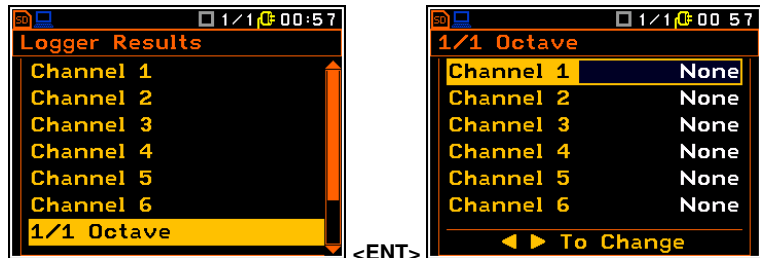 SD 1/1 00:57
Logger Results
Channel 1
Channel 2
Channel 3
Channel 4
Channel 5
Channel 6
1/1 Octave
<ENT>
SD 1/1 00 57
1/1 Octave
Channel 1 None
Channel 2 None
Channel 3 None
Channel 4 None
Channel 5 None
Channel 6 None
To Change